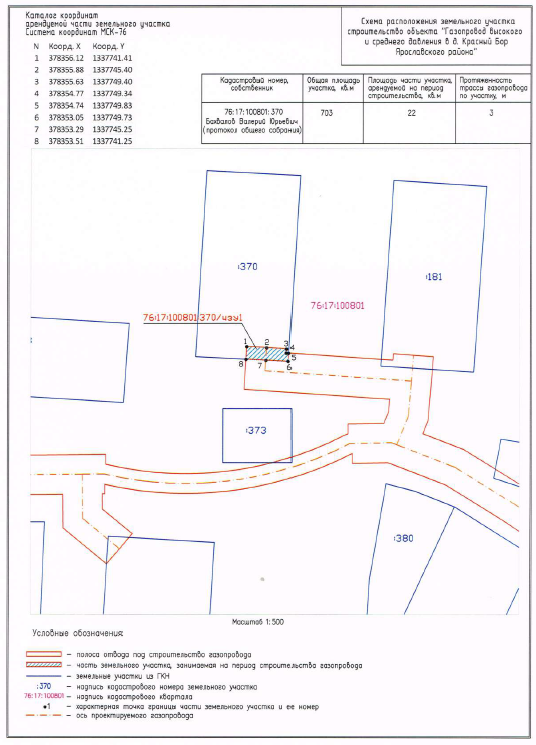 Каталог координат
арендуемой части земельного участка
Система координат МСК-76
N Коорд. X Коорд. Y
1 378356.12 1337741.41
2 378355.88 1337745.40
3 378355.63 1337749.40
4 378354.77 1337749.34
5 378354.74 1337749.83
6 378353.05 1337749.73
7 378353.29 1337745.25
8 378353.51 1337741.25
Схема расположения земельного участка
строительство объекта "Газопровод высокого
и среднего давления в д. Красный Бор
Ярославского района"
Кадастровый номер,
собственник
Общая площадь
участка, кв.м
Площадь части участка,
арендуемой на период
строительства, кв.м
Протяженность
трассы газопровода
по участку, м
76:17:100801:370
Бахвалов Валерий Юрьевич
(протокол общего собрания)
703
22
3
:370
:181
76:17:100801
76:17:100801:370/чзу1
1
2
3
4
5
6
7
8
:373
:380
Масштаб 1:500
Условные обозначения:
– полоса отвода под строительство газопровода
– часть земельного участка, занимаемая на период строительства газопровода
– земельные участки из ГКН
:370 – надпись кадастрового номера земельного участка
76:17:100801 – надпись кадастрового квартала
•1 – характерная точка границы части земельного участка и ее номер
– ось проектируемого газопровода